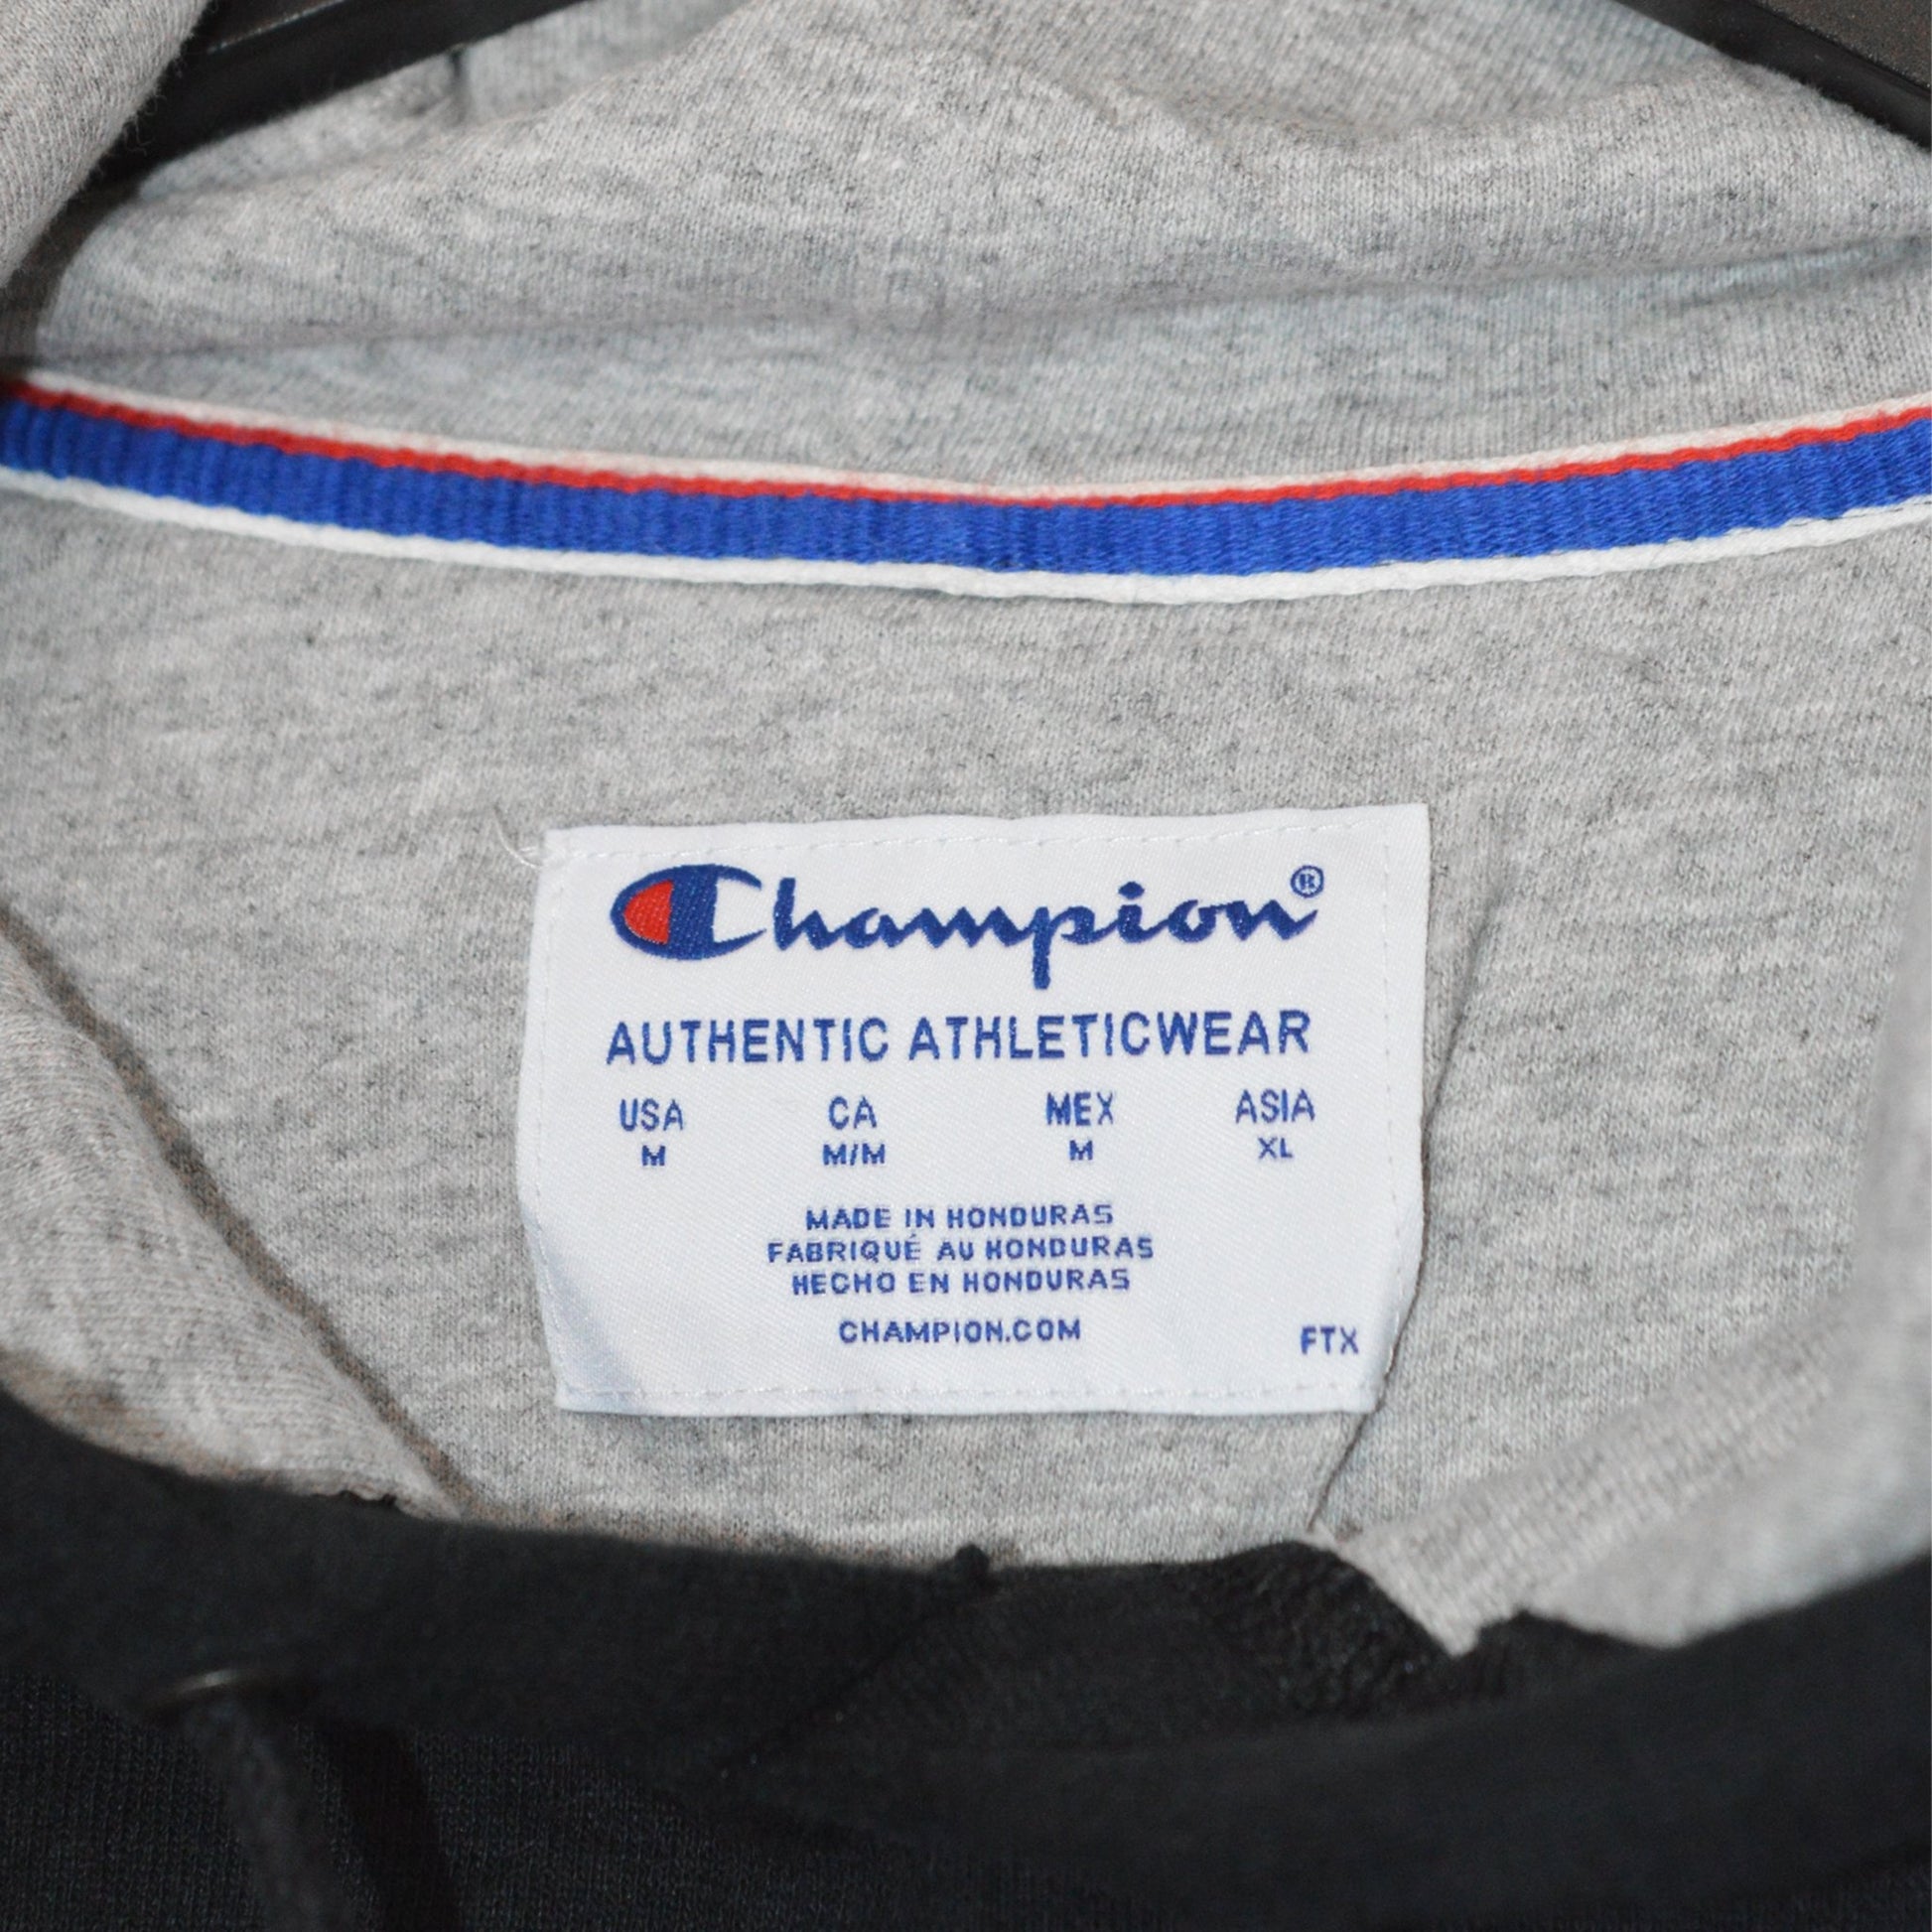 Champion®
AUTHENTIC ATHLETICWEAR
USA CA MEX ASIA
M M/M M XL
MADE IN HONDURAS
FABRIQUÉ AU HONDURAS
HECHO EN HONDURAS
CHAMPION.COM
FTX